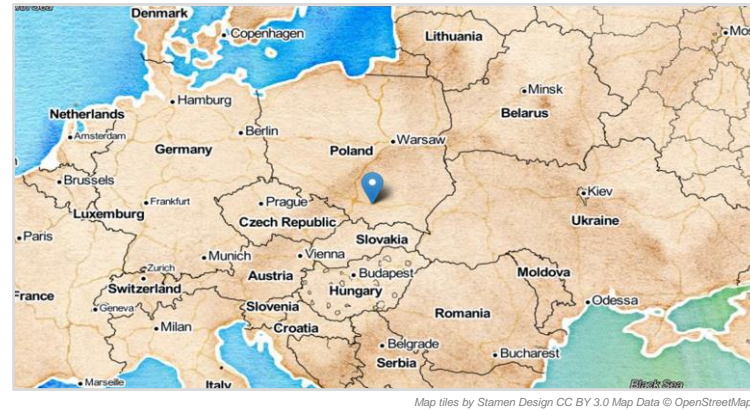 Denmark
Copenhagen
Lithuania
Mos
Minsk
Hamburg
Netherlands
Belarus
Amsterdam
Berlin
Warsaw
Germany
Poland
Brussels
Kiev
Frankfurt
Prague
Luxemburg
Czech Republic
Ukraine
Paris
Slovakia
Munich
Vienna
Zurich
Budapest
Moldova
Austria
Switzerland
Hungary
France
Odessa
Geneva
Slovenia
Romania
Milan
Croatia
Belgrade
Bucharest
Serbia
Marseille
Italy
Black Sea
Map tiles by Stamen Design CC BY 3.0 Map Data © OpenStreetMap